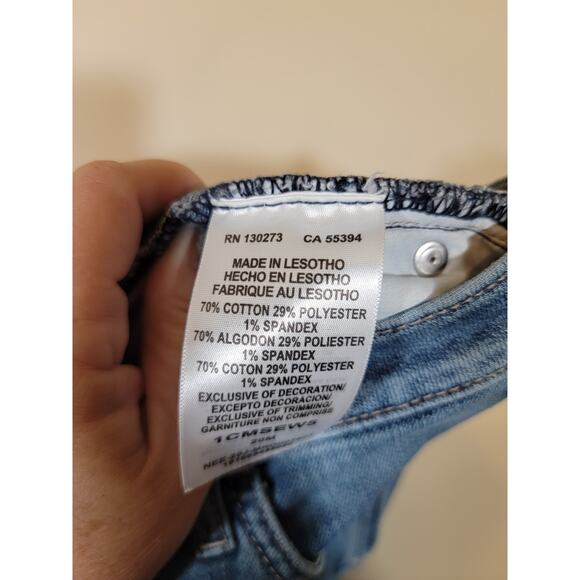 RN 130273 CA 55394
MADE IN LESOTHO
HECHO EN LESOTHO
FABRIQUE AU LESOTHO
70% COTTON 29% POLYESTER
1% SPANDEX
70% ALGODON 29% POLIESTER
1% SPANDEX
70% COTON 29% POLYESTER
1% SPANDEX
EXCLUSIVE OF DECORATION/
EXCEPTO DECORACION/
EXCLUSIVE OF TRIMMING/
GARNITURE NON COMPRISE
1CMSEW5